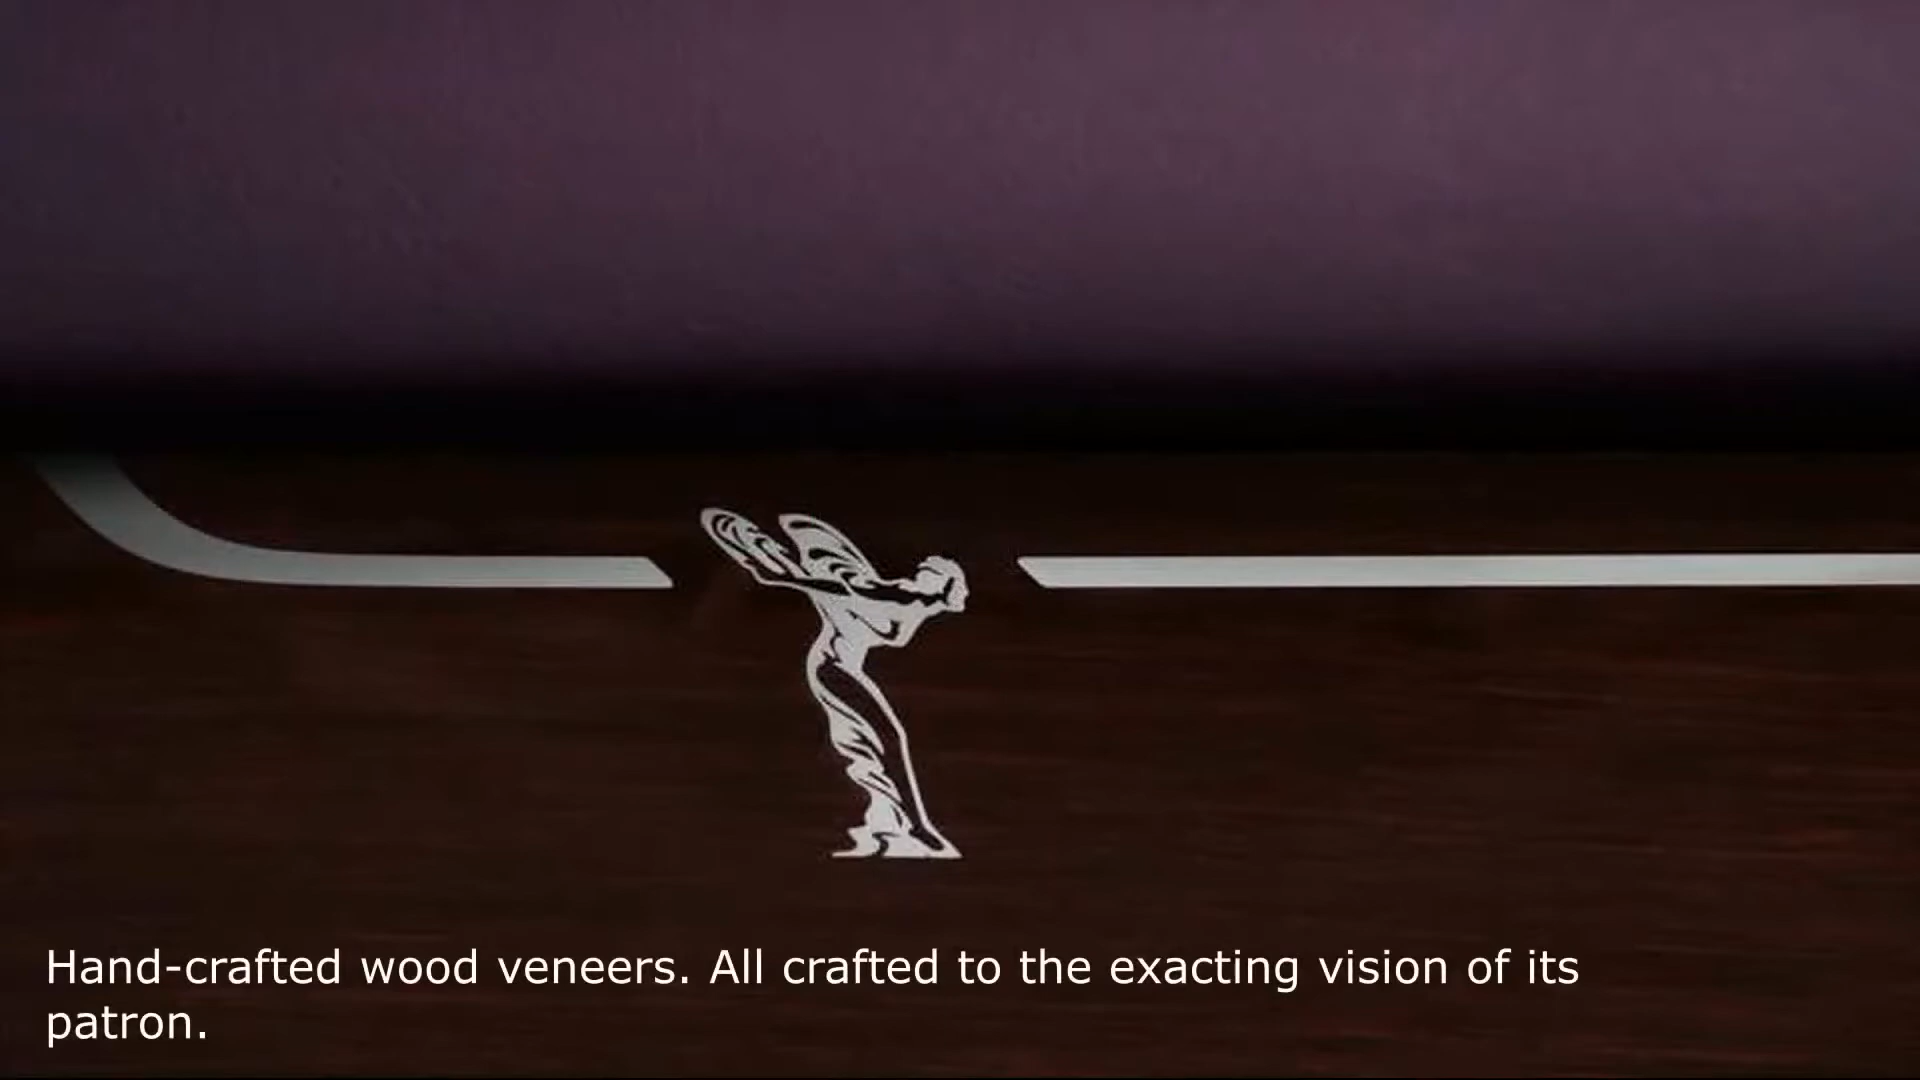 Hand-crafted wood veneers. All crafted to the exacting vision of its
patron.